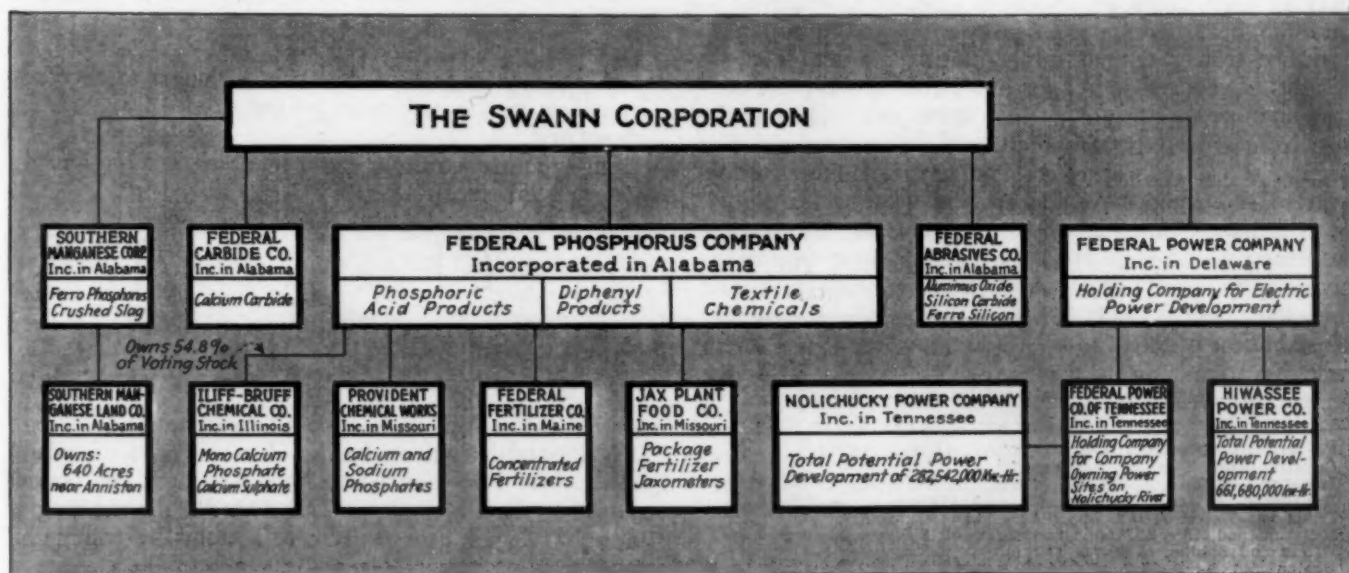 THE SWANN CORPORATION
SOUTHERN
MANGANESE CORP.
Inc. in Alabama
Ferro Phosphorus
Crushed Slag
FEDERAL
CARBIDE CO.
Inc. in Alabama
Calcium Carbide
FEDERAL PHOSPHORUS COMPANY
Incorporated in Alabama
Phosphoric
Acid Products
Diphenyl
Products
Textile
Chemicals
FEDERAL
ABRASIVES CO.
Inc. in Alabama
Aluminous Oxide
Silicon Carbide
Ferro Silicon
FEDERAL POWER COMPANY
Inc. in Delaware
Holding Company for Electric
Power Development
Owns 54.8%
of Voting Stock
SOUTHERN MAN-
GANESE LAND CO.
Inc. in Alabama
Owns:
640 Acres
near Anniston
ILIFF-BRUFF
CHEMICAL CO.
Inc. in Illinois
Mono Calcium
Phosphate
Calcium Sulphate
PROVIDENT
CHEMICAL WORKS
Inc. in Missouri
Calcium and
Sodium
Phosphates
FEDERAL
FERTILIZER CO.
Inc. in Maine
Concentrated
Fertilizers
JAX PLANT
FOOD CO.
Inc. in Missouri
Package
Fertilizer
Jaxometers
NOLICHUCKY POWER COMPANY
Inc. in Tennessee
Total Potential Power
Development of 282,542,000 Kw.-Hr.
FEDERAL POWER
CO. OF TENNESSEE
Inc. in Tennessee
Holding Company
for Company
Owning Power
Sites on
Nolichucky River
HIWASSEE
POWER CO.
Inc. in Tennessee
Total Potential
Power Devel-
opment
661,680,000 kw-Hr.